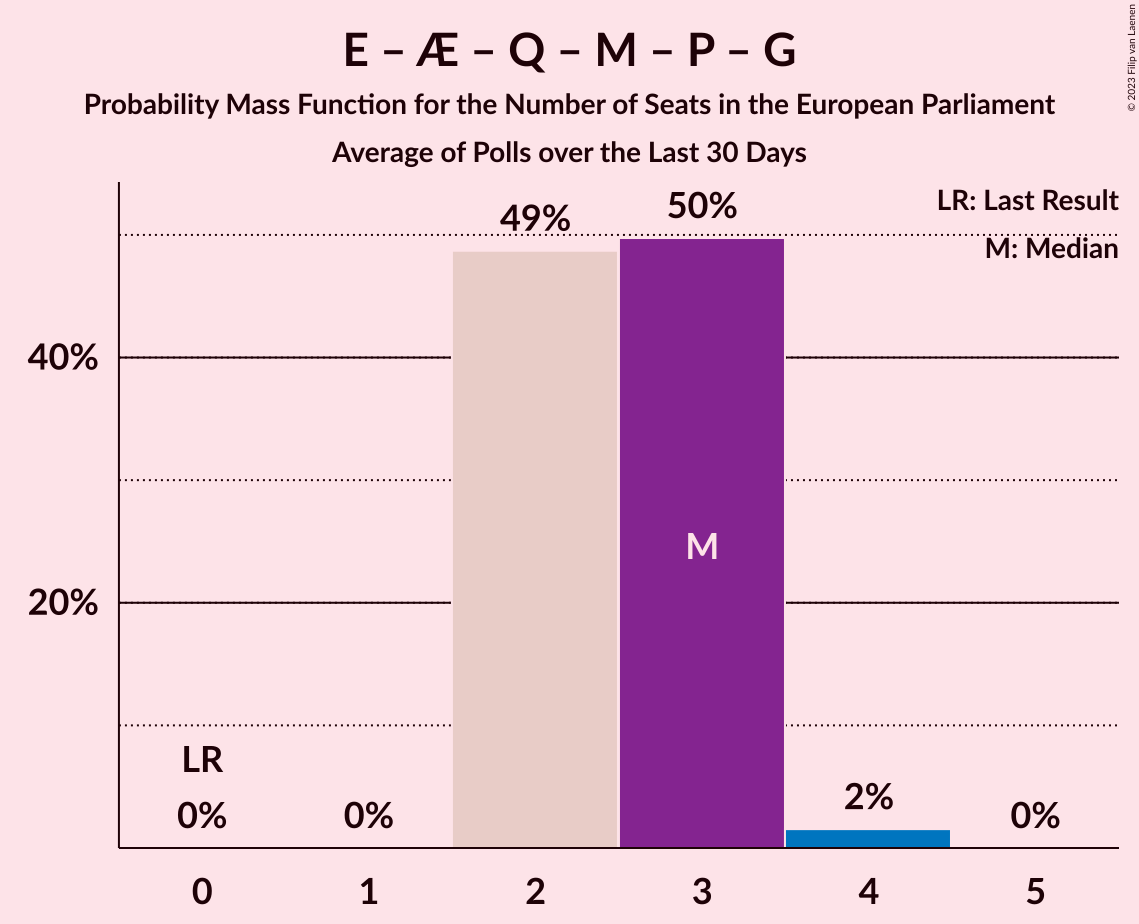 E – Æ – Q – M – P – G
Probability Mass Function for the Number of Seats in the European Parliament
Average of Polls over the Last 30 Days
© 2023 Filip van Laenen
LR: Last Result
M: Median
49%
50%
40%
M
20%
LR
0%
0%
2%
0%
0
1
2
3
4
5